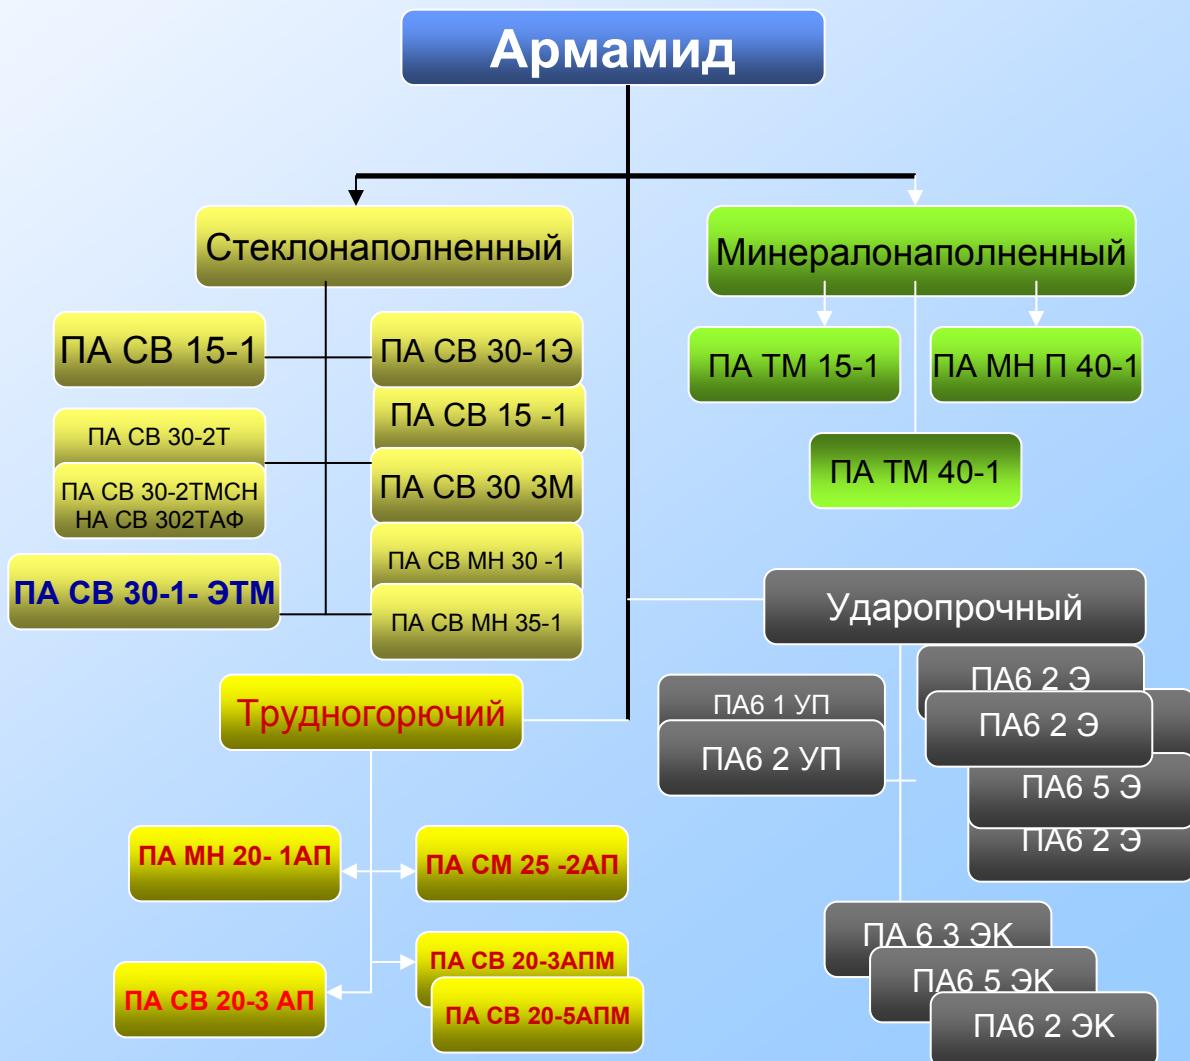 Армамид
Стеклонаполненный
Минералонаполненный
ПА СВ 15-1
ПА СВ 30-1Э
ПА СВ 15 -1
ПА СВ 30-2Т
ПА СВ 30 3М
ПА СВ 30-2ТМСН
НА СВ 302ТАФ
ПА СВ МН 30 -1
ПА СВ 30-1- ЭТМ
ПА СВ МН 35-1
ПА ТМ 15-1
ПА МН П 40-1
ПА ТМ 40-1
Ударопрочный
ПА6 1 УП
ПА6 2 УП
ПА6 2 Э
ПА6 2 Э
ПА6 5 Э
ПА6 2 Э
ПА 6 3 ЭК
ПА6 5 ЭК
ПА6 2 ЭК
Трудногорючий
ПА МН 20- 1АП
ПА СМ 25 -2АП
ПА СВ 20-3 АП
ПА СВ 20-3АПМ
ПА СВ 20-5АПМ